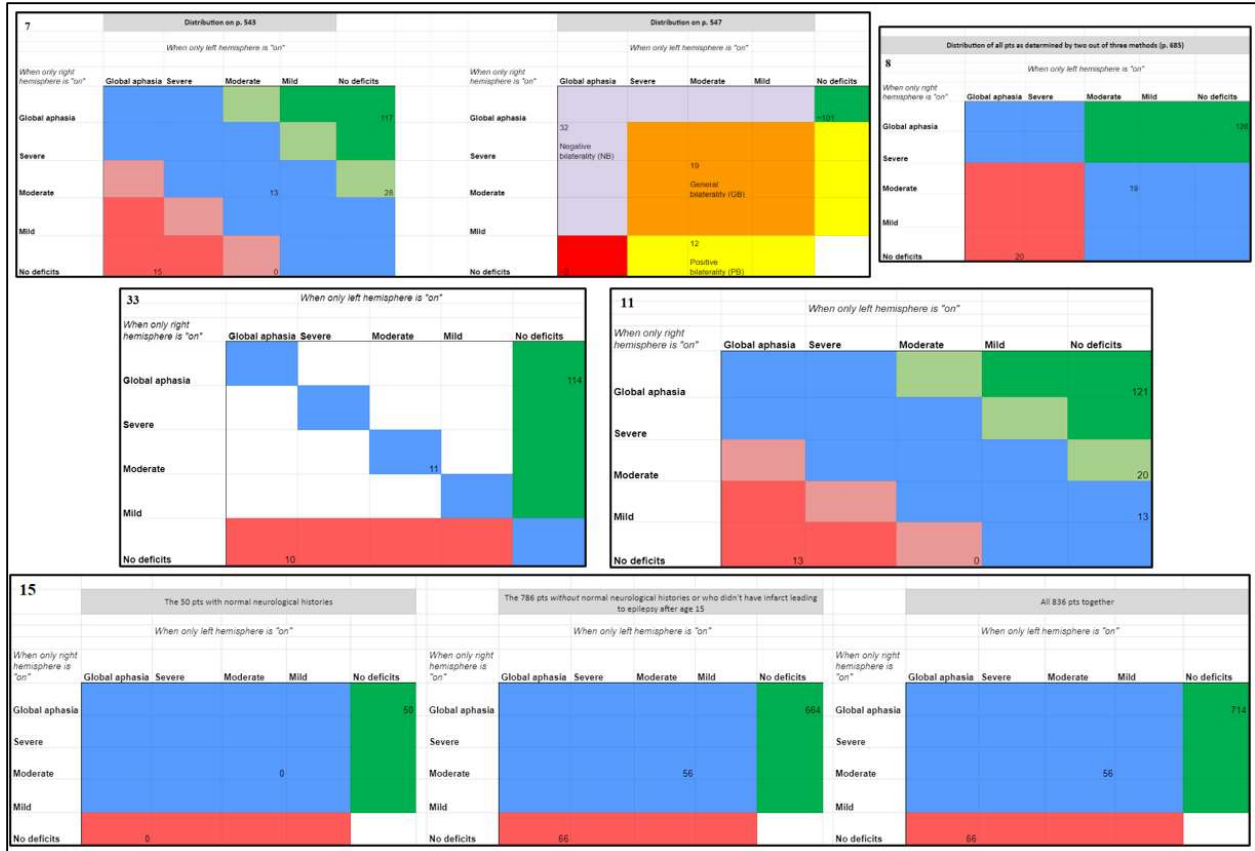 7
Distribution on p. 543
When only left hemisphere is "on"
When only right
hemisphere is "on"
Global aphasia Severe Moderate Mild No deficits
Global aphasia
117
Severe
Moderate
13 28
Mild
No deficits
15 0
Distribution on p. 547
When only left hemisphere is "on"
When only right
hemisphere is "on"
Global aphasia Severe Moderate Mild No deficits
Global aphasia
~101
32
Negative
bilaterality (NB)
Severe
19
General
bilaterality (GB)
Moderate
Mild
12
Positive
bilaterality (PB)
No deficits
Distribution of all pts as determined by two out of three methods (p. 685)
8
When only left hemisphere is "on"
When only right
hemisphere is "on"
Global aphasia Severe Moderate Mild No deficits
Global aphasia
126
Severe
Moderate
19
Mild
No deficits
20
33
When only left hemisphere is "on"
When only right
hemisphere is "on"
Global aphasia Severe Moderate Mild No deficits
Global aphasia
114
Severe
Moderate
11
Mild
No deficits
10
11
When only left hemisphere is "on"
When only right
hemisphere is "on"
Global aphasia Severe Moderate Mild No deficits
Global aphasia
121
Severe
Moderate
20
Mild
13
No deficits
13 0
15
The 50 pts with normal neurological histories
When only left hemisphere is "on"
When only right
hemisphere is
"on"
Global aphasia Severe Moderate Mild No deficits
Global aphasia
50
Severe
Moderate
0
Mild
No deficits
0
The 786 pts without normal neurological histories or who didn't have infarct leading
to epilepsy after age 15
When only left hemisphere is "on"
When only right
hemisphere is
"on"
Global aphasia Severe Moderate Mild No deficits
Global aphasia
664
Severe
Moderate
56
Mild
No deficits
66
All 836 pts together
When only left hemisphere is "on"
When only right
hemisphere is
"on"
Global aphasia Severe Moderate Mild No deficits
Global aphasia
714
Severe
Moderate
56
Mild
No deficits
66